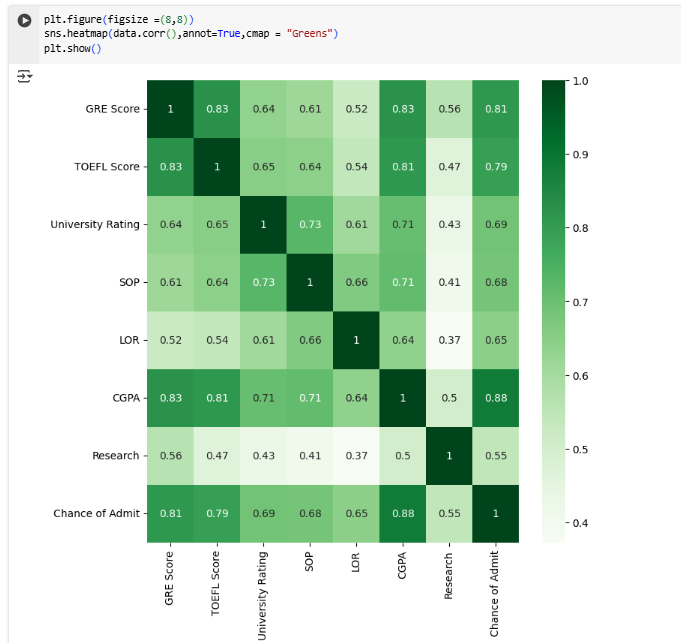 plt.figure(figsize =(8,8))
sns.heatmap(data.corr(),annot=True,cmap = "Greens")
plt.show()
GRE Score 1 0.83 0.64 0.61 0.52 0.83 0.56 0.81
TOEFL Score 0.83 1 0.65 0.64 0.54 0.81 0.47 0.79
University Rating 0.64 0.65 1 0.73 0.61 0.71 0.43 0.69
SOP 0.61 0.64 0.73 1 0.66 0.71 0.41 0.68
LOR 0.52 0.54 0.61 0.66 1 0.64 0.37 0.65
CGPA 0.83 0.81 0.71 0.71 0.64 1 0.5 0.88
Research 0.56 0.47 0.43 0.41 0.37 0.5 1 0.55
Chance of Admit 0.81 0.79 0.69 0.68 0.65 0.88 0.55 1
GRE Score
TOEFL Score
University Rating
SOP
LOR
CGPA
Research
Chance of Admit
1.0
0.9
0.8
0.7
0.6
0.5
0.4